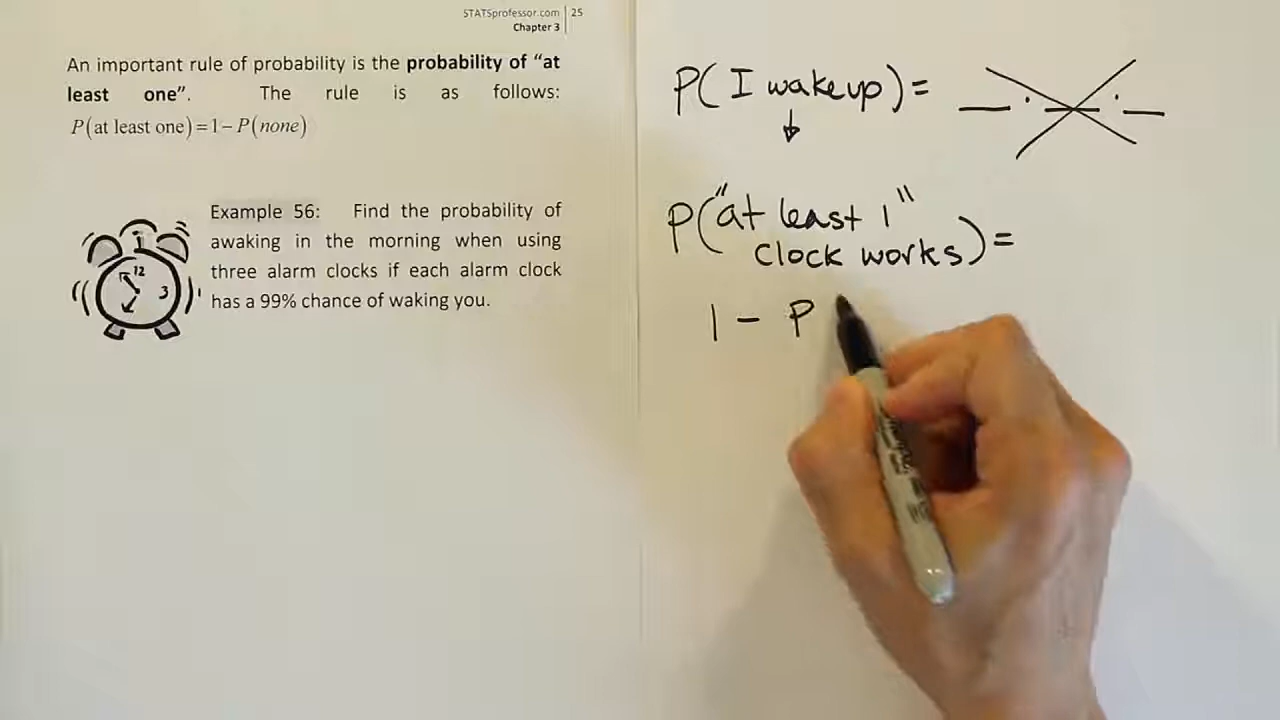 STATSprofessor.com 25
Chapter 3
An important rule of probability is the probability of “at
least one”. The rule is as follows:
P(at least one)=1−P(none)
Example 56: Find the probability of
awaking in the morning when using
three alarm clocks if each alarm clock
has a 99% chance of waking you.
12
3
P(I wakeup)=
P("at least 1"
Clock works)=
1 - P